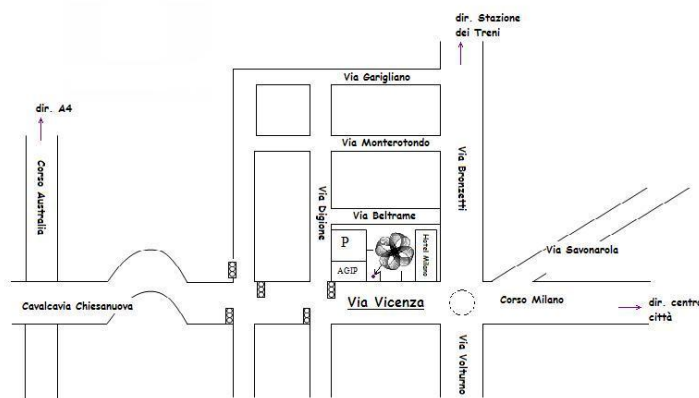 dir. Stazione
dei Treni
Via Garigliano
dir. A4
Via Monterotondo
Corso Australia
Via Bronzetti
Via Digione
Via Beltrame
P
Hotel Milano
Via Savonarola
AGIP
Cavalcavia Chiesanuova
Via Vicenza
Corso Milano
dir. centro
città
Via Volturno